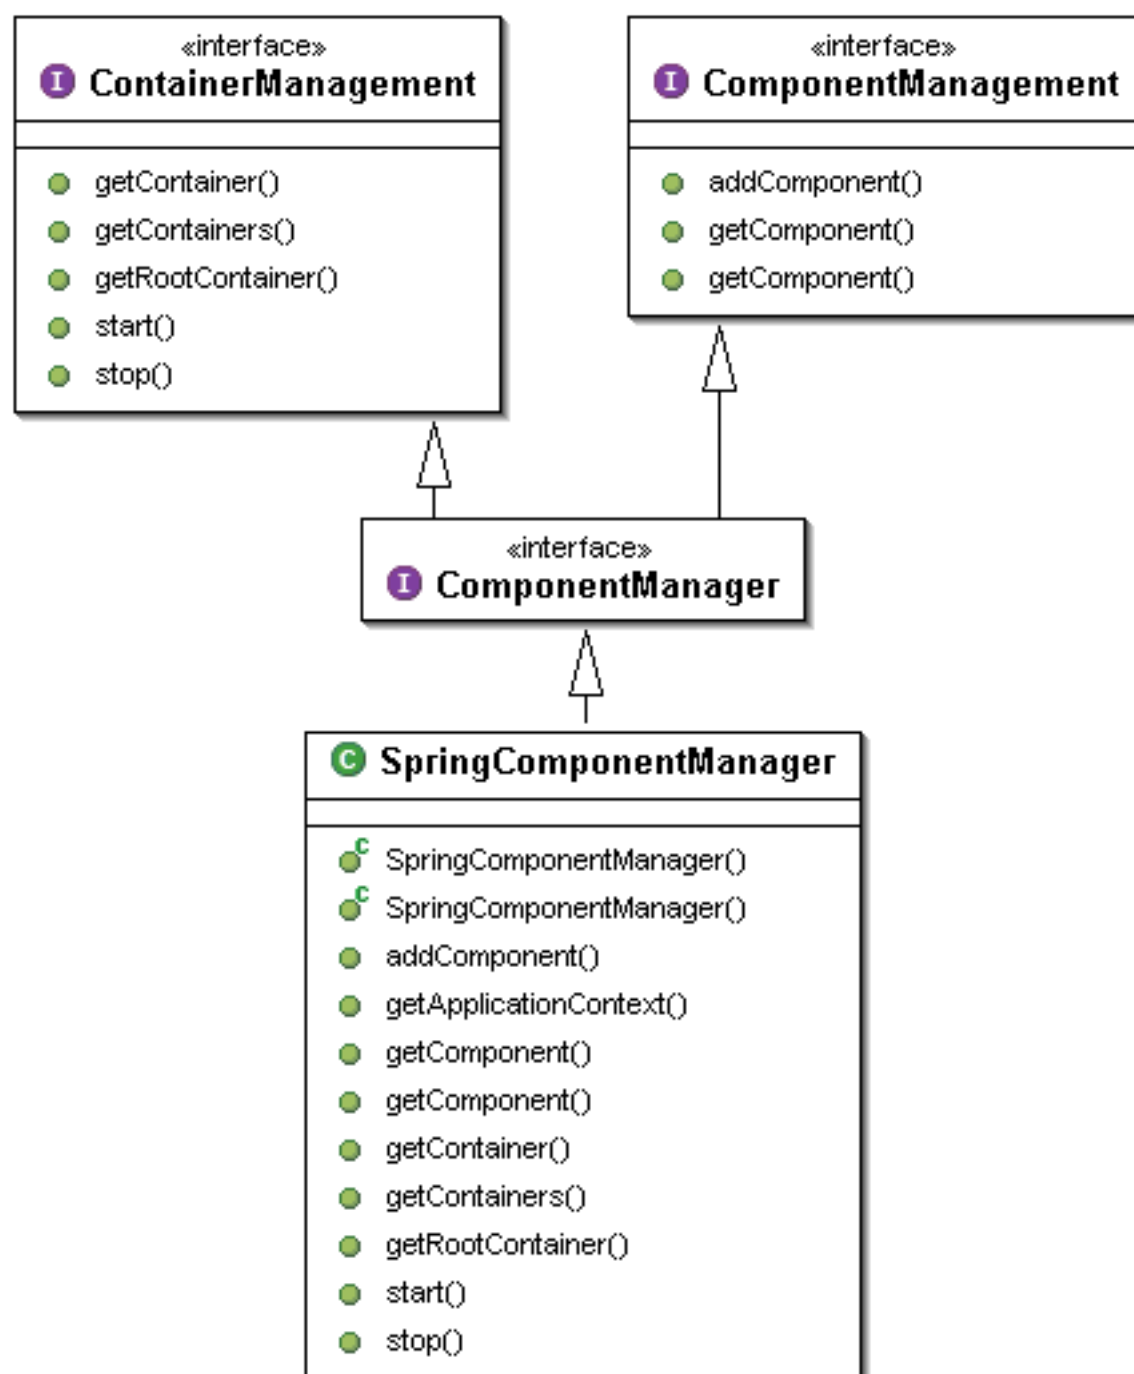 «interface»
I ContainerManagement
getContainer()
getContainers()
getRootContainer()
start()
stop()
«interface»
I ComponentManagement
addComponent()
getComponent()
getComponent()
«interface»
I ComponentManager
C SpringComponentManager
C SpringComponentManager()
C SpringComponentManager()
addComponent()
getApplicationContext()
getComponent()
getComponent()
getContainer()
getContainers()
getRootContainer()
start()
stop()